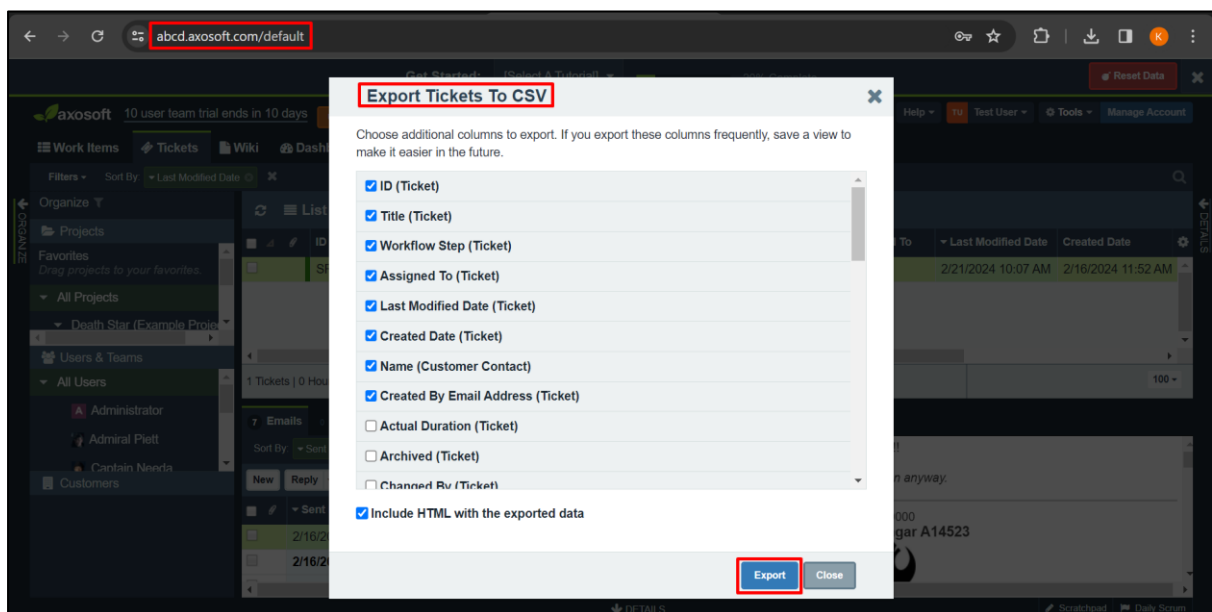 abcd.axosoft.com/default
K
Get Started: [Select A Tutorial] 20% Complete
Reset Data
axosoft 10 user team trial ends in 10 days
Help TU Test User Tools Manage Account
Work Items Tickets Wiki
Filters Sort By: Last Modified Date
ORGANIZE
Organize
List
DETAILS
Projects
ID
To Last Modified Date Created Date
Favorites
Drag projects to your favorites.
2/21/2024 10:07 AM 2/16/2024 11:52 AM
All Projects
Death Star (Example
Users & Teams
All Users
1 Tickets | 0
100
A Administrator
7 Emails
Admiral Piett
Sort By: Sent
Captain Needa
Customers
New Reply
n anyway.
Sent
000
gar A14523
2/16/2
2/16/2
Export Tickets To CSV
Choose additional columns to export. If you export these columns frequently, save a view to
make it easier in the future.
ID (Ticket)
Title (Ticket)
Workflow Step (Ticket)
Assigned To (Ticket)
Last Modified Date (Ticket)
Created Date (Ticket)
Name (Customer Contact)
Created By Email Address (Ticket)
Actual Duration (Ticket)
Archived (Ticket)
Changed By (Ticket)
Include HTML with the exported data
Export Close
DETAILS
Scratchpad Daily Scrum